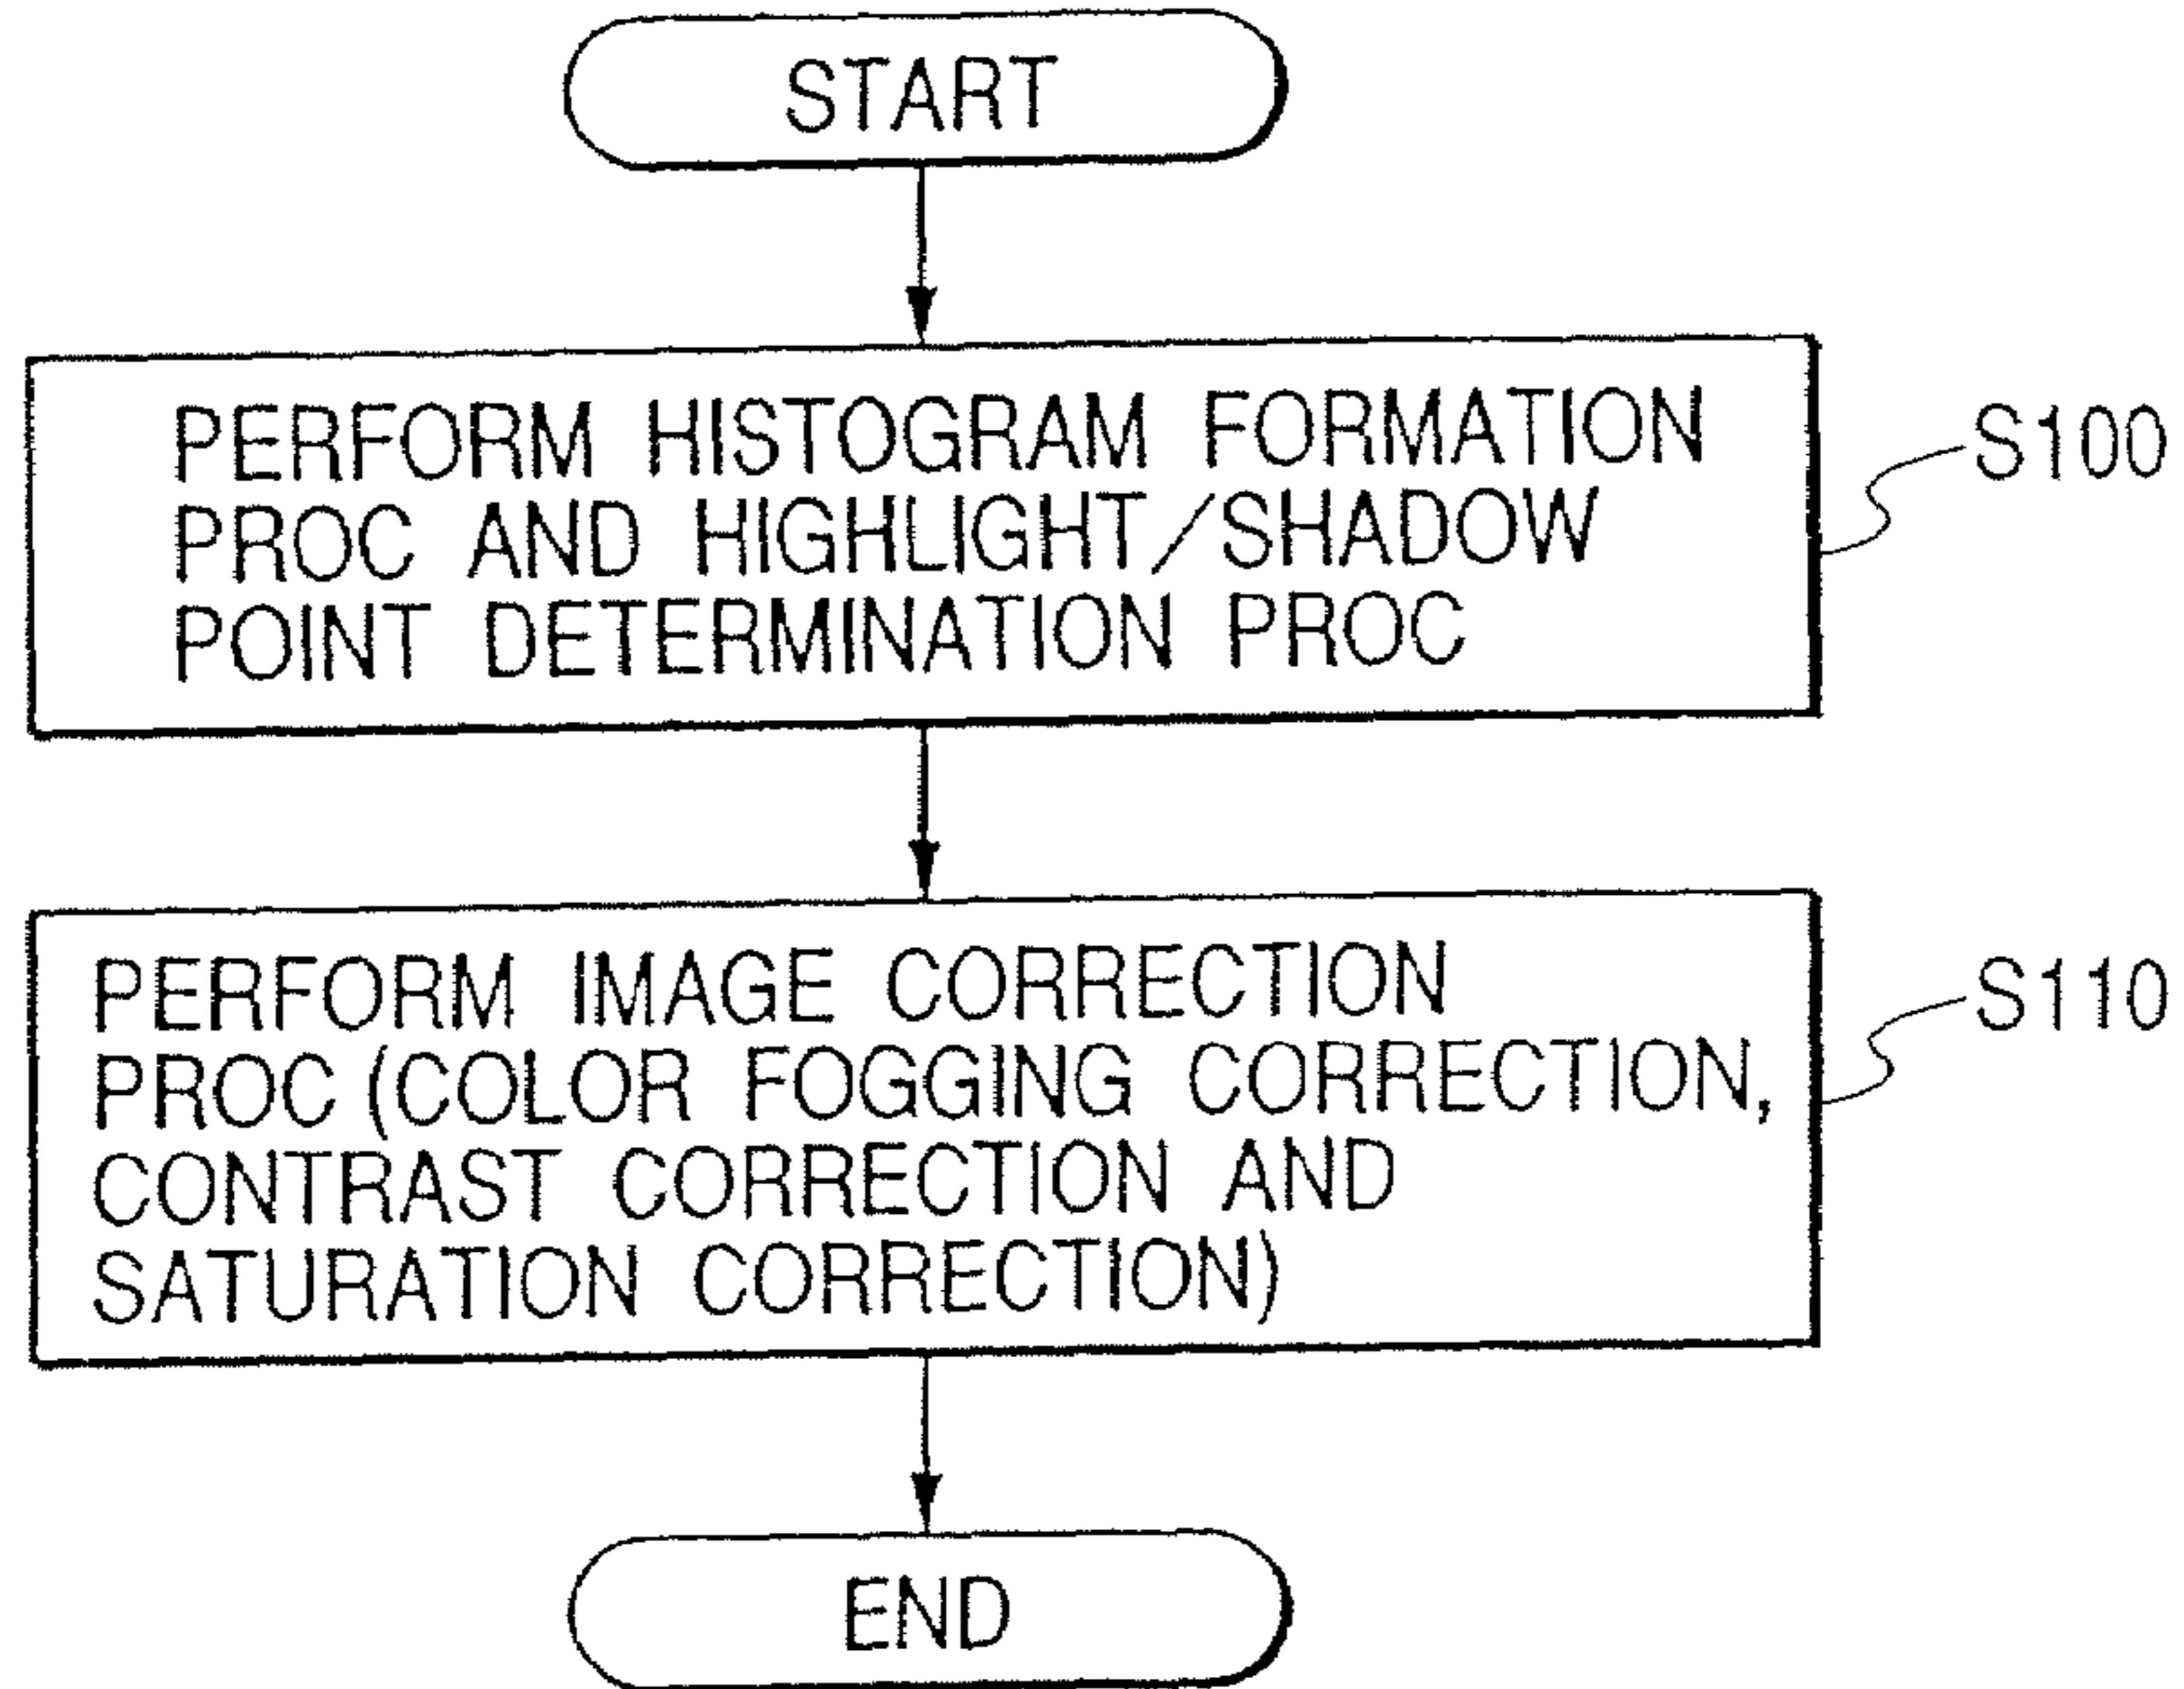 START
PERFORM HISTOGRAM FORMATION
PROC AND HIGHLIGHT/SHADOW
POINT DETERMINATION PROC
S100
PERFORM IMAGE CORRECTION
PROC (COLOR FOGGING CORRECTION,
CONTRAST CORRECTION AND
SATURATION CORRECTION)
S110
END